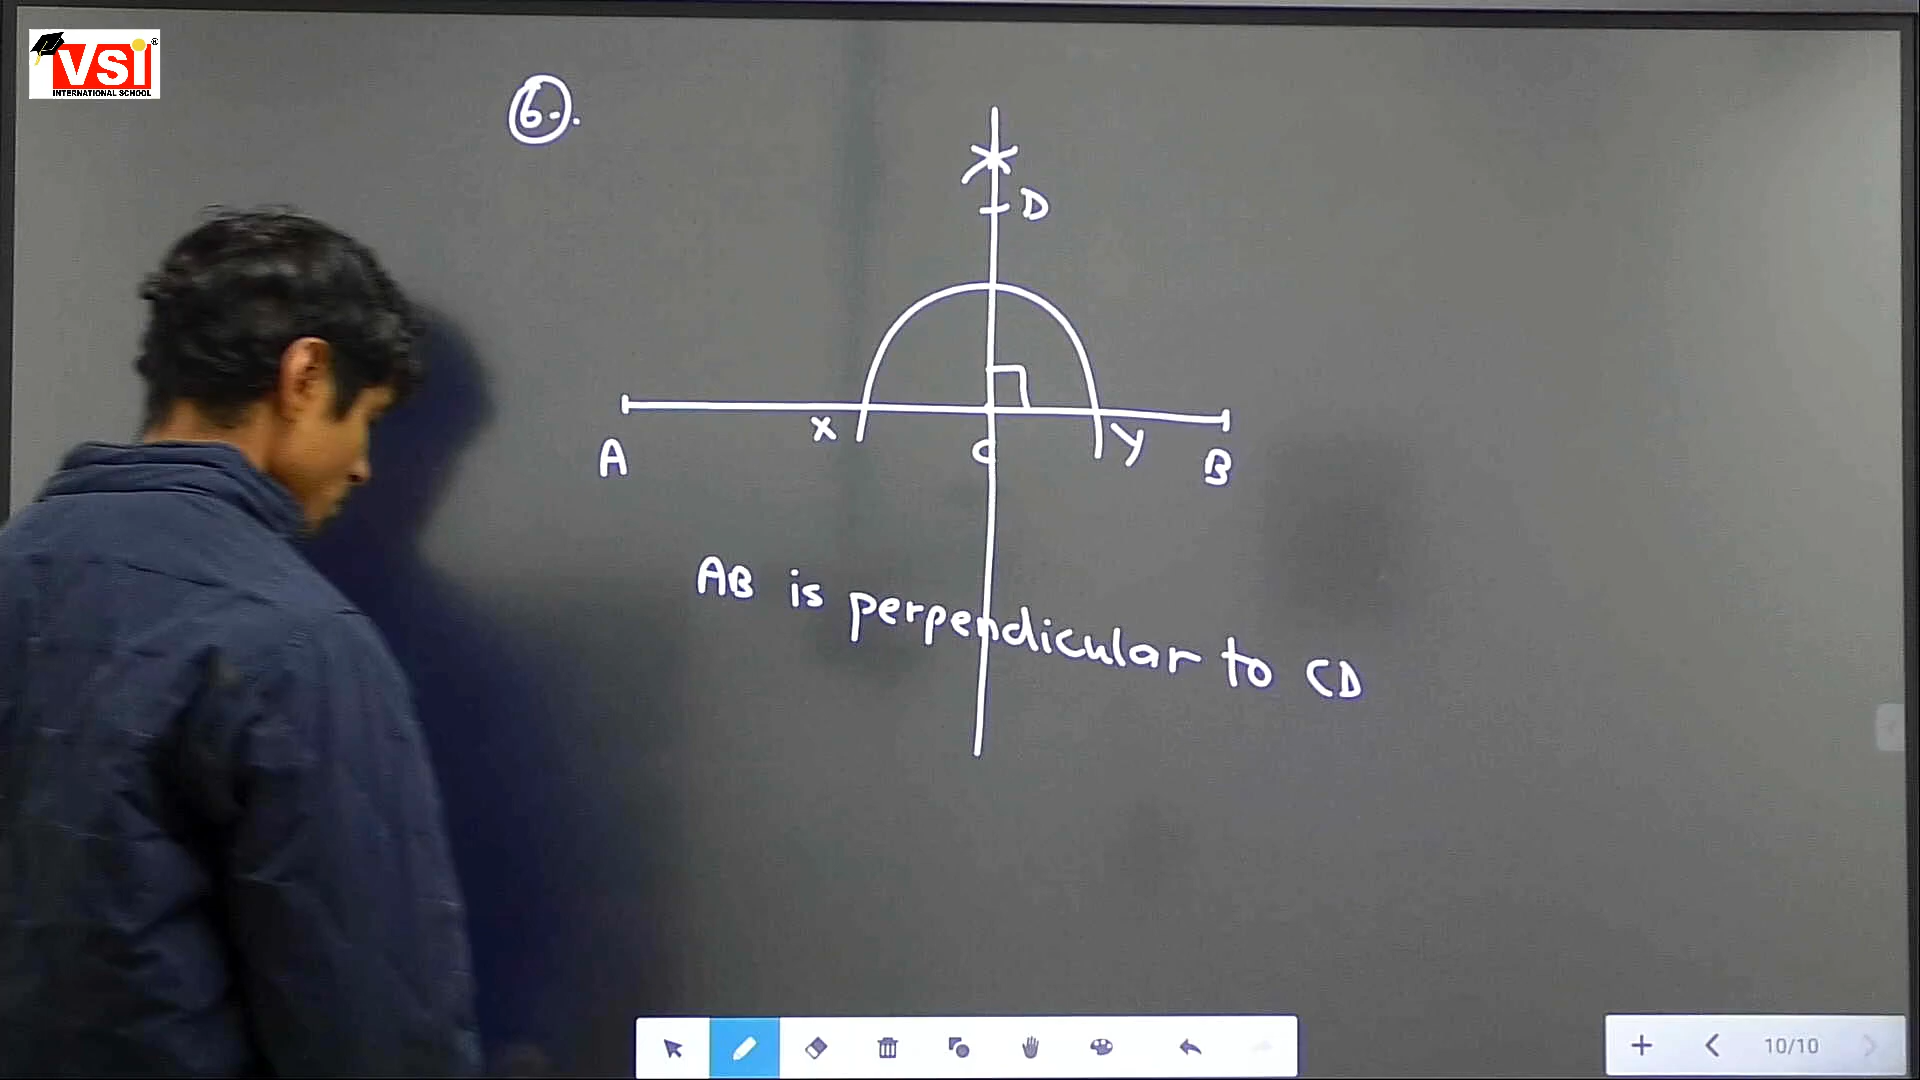 VSI
INTERNATIONAL SCHOOL
6.
D
X
Y
A
C
B
AB is perpendicular to CD
10/10